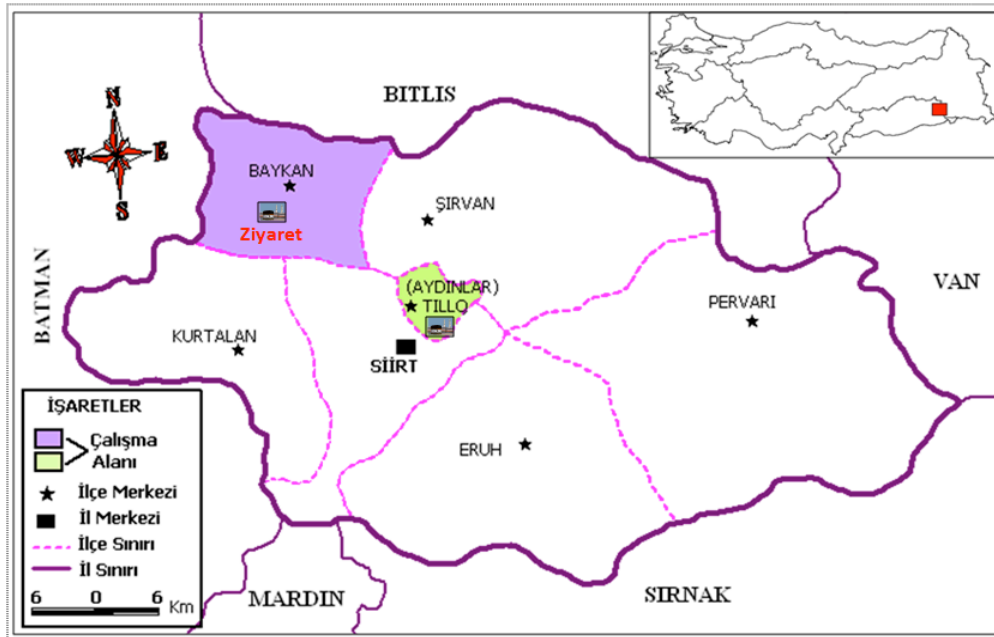 BITLIS
N
W
E
S
BAYKAN
Ziyaret
ŞIRVAN
BATMAN
VAN
(AYDINLAR)
TILLO
PERVARI
KURTALAN
SİİRT
ERUH
İŞARETLER
Çalışma
Alanı
İlçe Merkezi
İl Merkezi
İlçe Sınırı
İl Sınırı
6 0 6 Km
MARDIN
SIRNAK